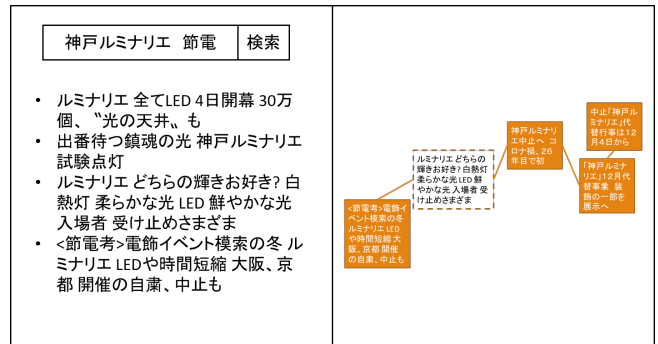 神戸ルミナリエ 節電
検索
• ルミナリエ 全てLED 4日開幕 30万
個、〝光の天井〟も
• 出番待つ鎮魂の光 神戸ルミナリエ
試験点灯
• ルミナリエ どちらの輝きお好き? 白
熱灯 柔らかな光 LED 鮮やかな光
入場者 受け止めさまざま
• <節電考>電飾イベント模索の冬 ル
ミナリエ LEDや時間短縮 大阪、京
都 開催の自粛、中止も
<節電考>電飾イ
ベント模索の冬
ルミナリエ LED
や時間短縮 大
阪、京都 開催
の自粛、中止も
ルミナリエ どちらの
輝きお好き? 白熱灯
柔らかな光 LED 鮮
やかな光 入場者 受
け止めさまざま
神戸ルミナリ
エ中止へ コ
ロナ禍、26
年目で初
「神戸ルミナ
リエ」12月代
替事業 装
飾の一部を
展示へ
中止「神戸ル
ミナリエ」代
替行事は12
月4日から